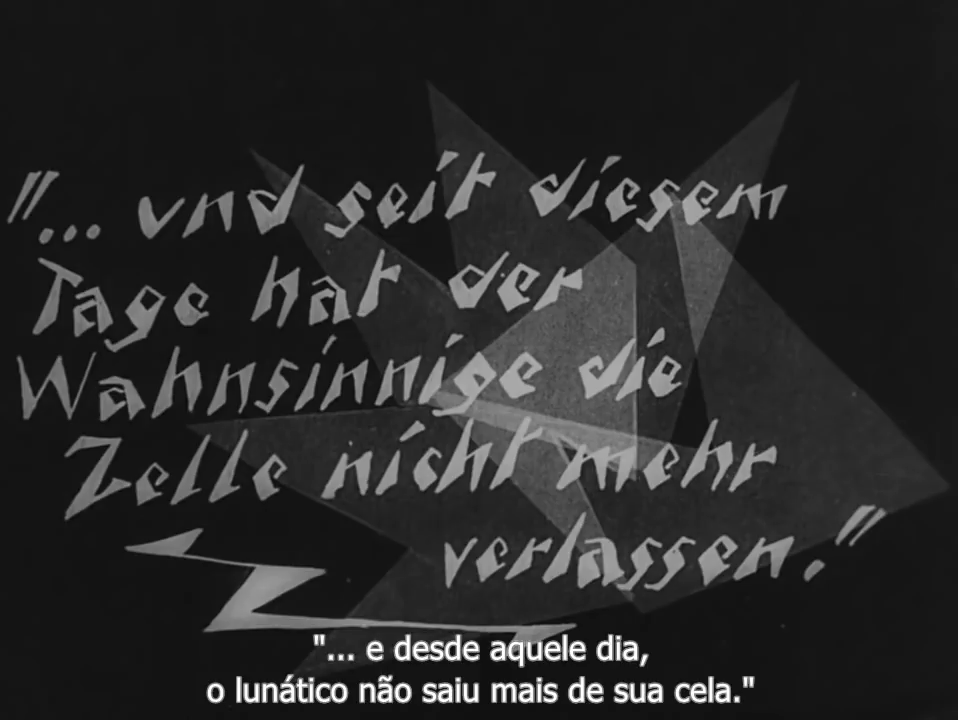 "... und seit diesem
Tage hat der
Wahnsinnige die
Zelle nicht mehr
verlassen."
"... e desde aquele dia,
o lunático não saiu mais de sua cela."